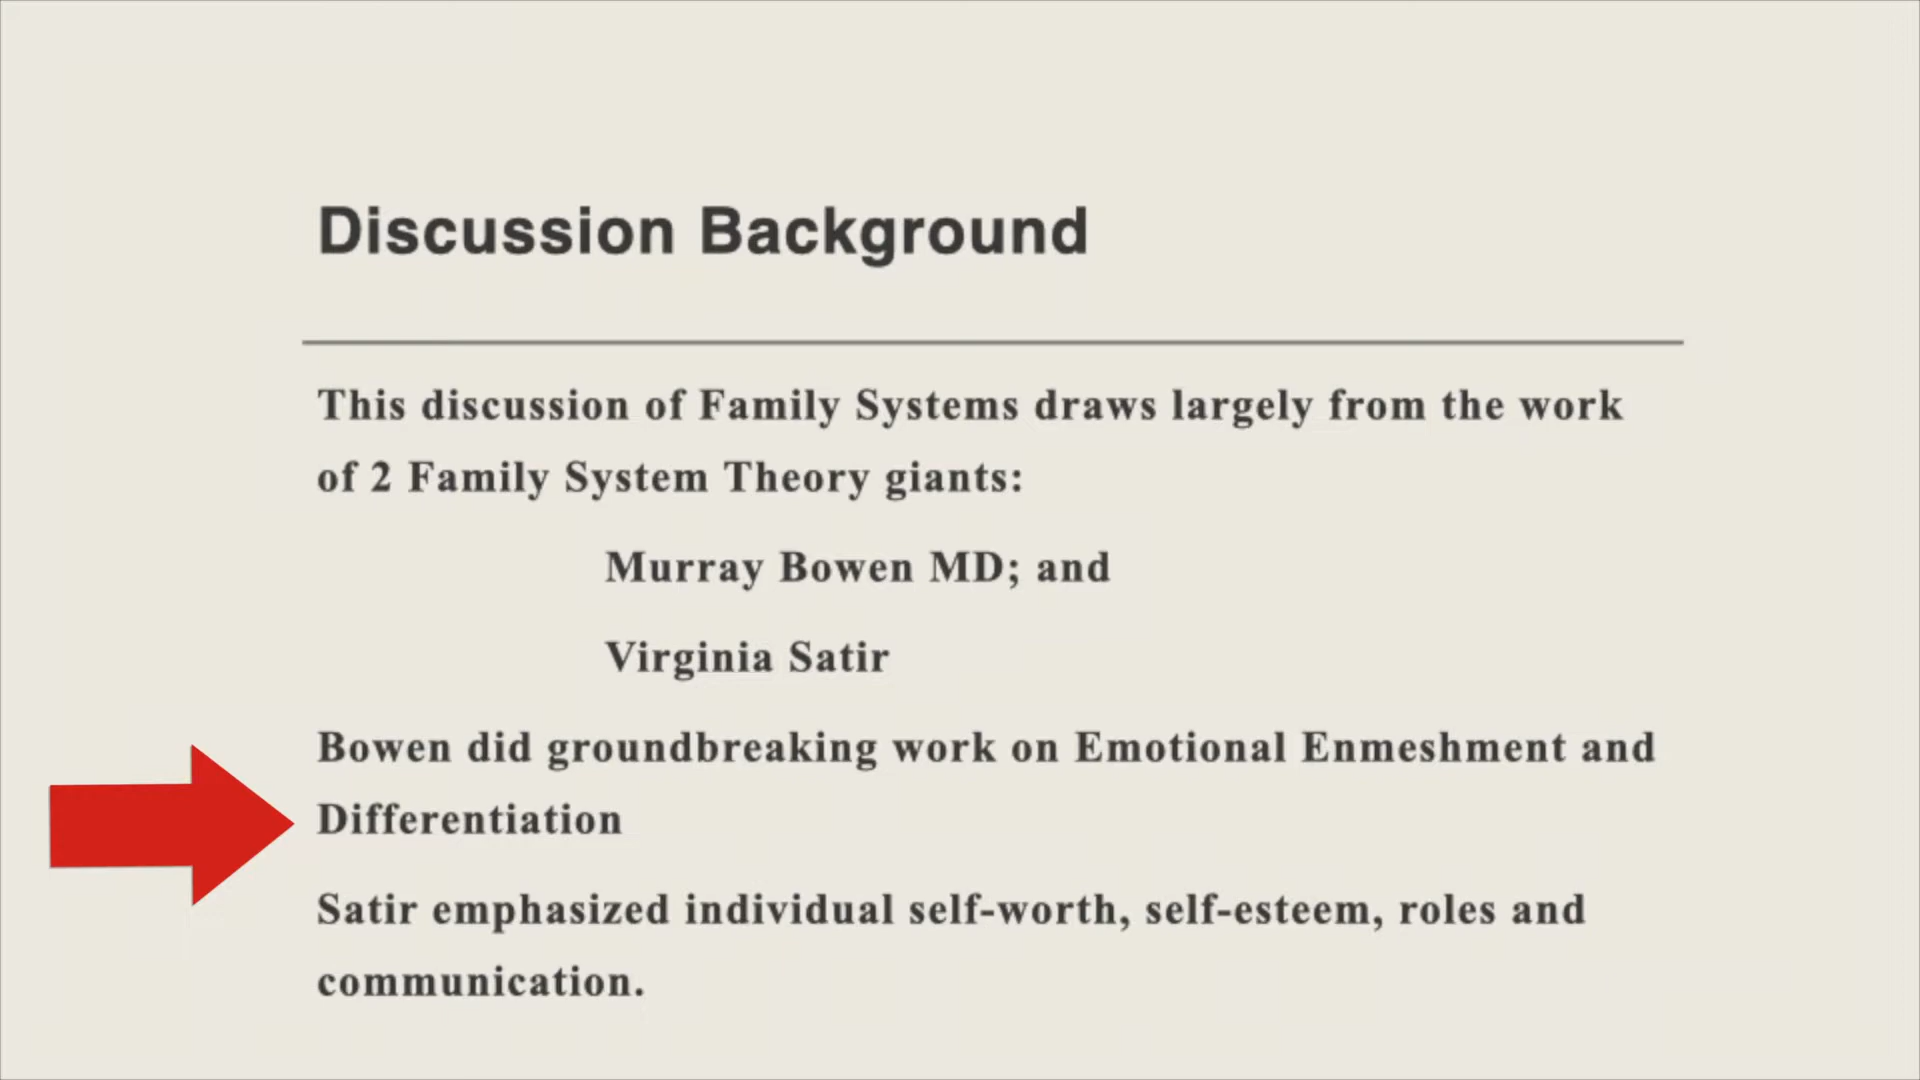 Discussion Background
This discussion of Family Systems draws largely from the work
of 2 Family System Theory giants:
Murray Bowen MD; and
Virginia Satir
Bowen did groundbreaking work on Emotional Enmeshment and
Differentiation
Satir emphasized individual self-worth, self-esteem, roles and
communication.